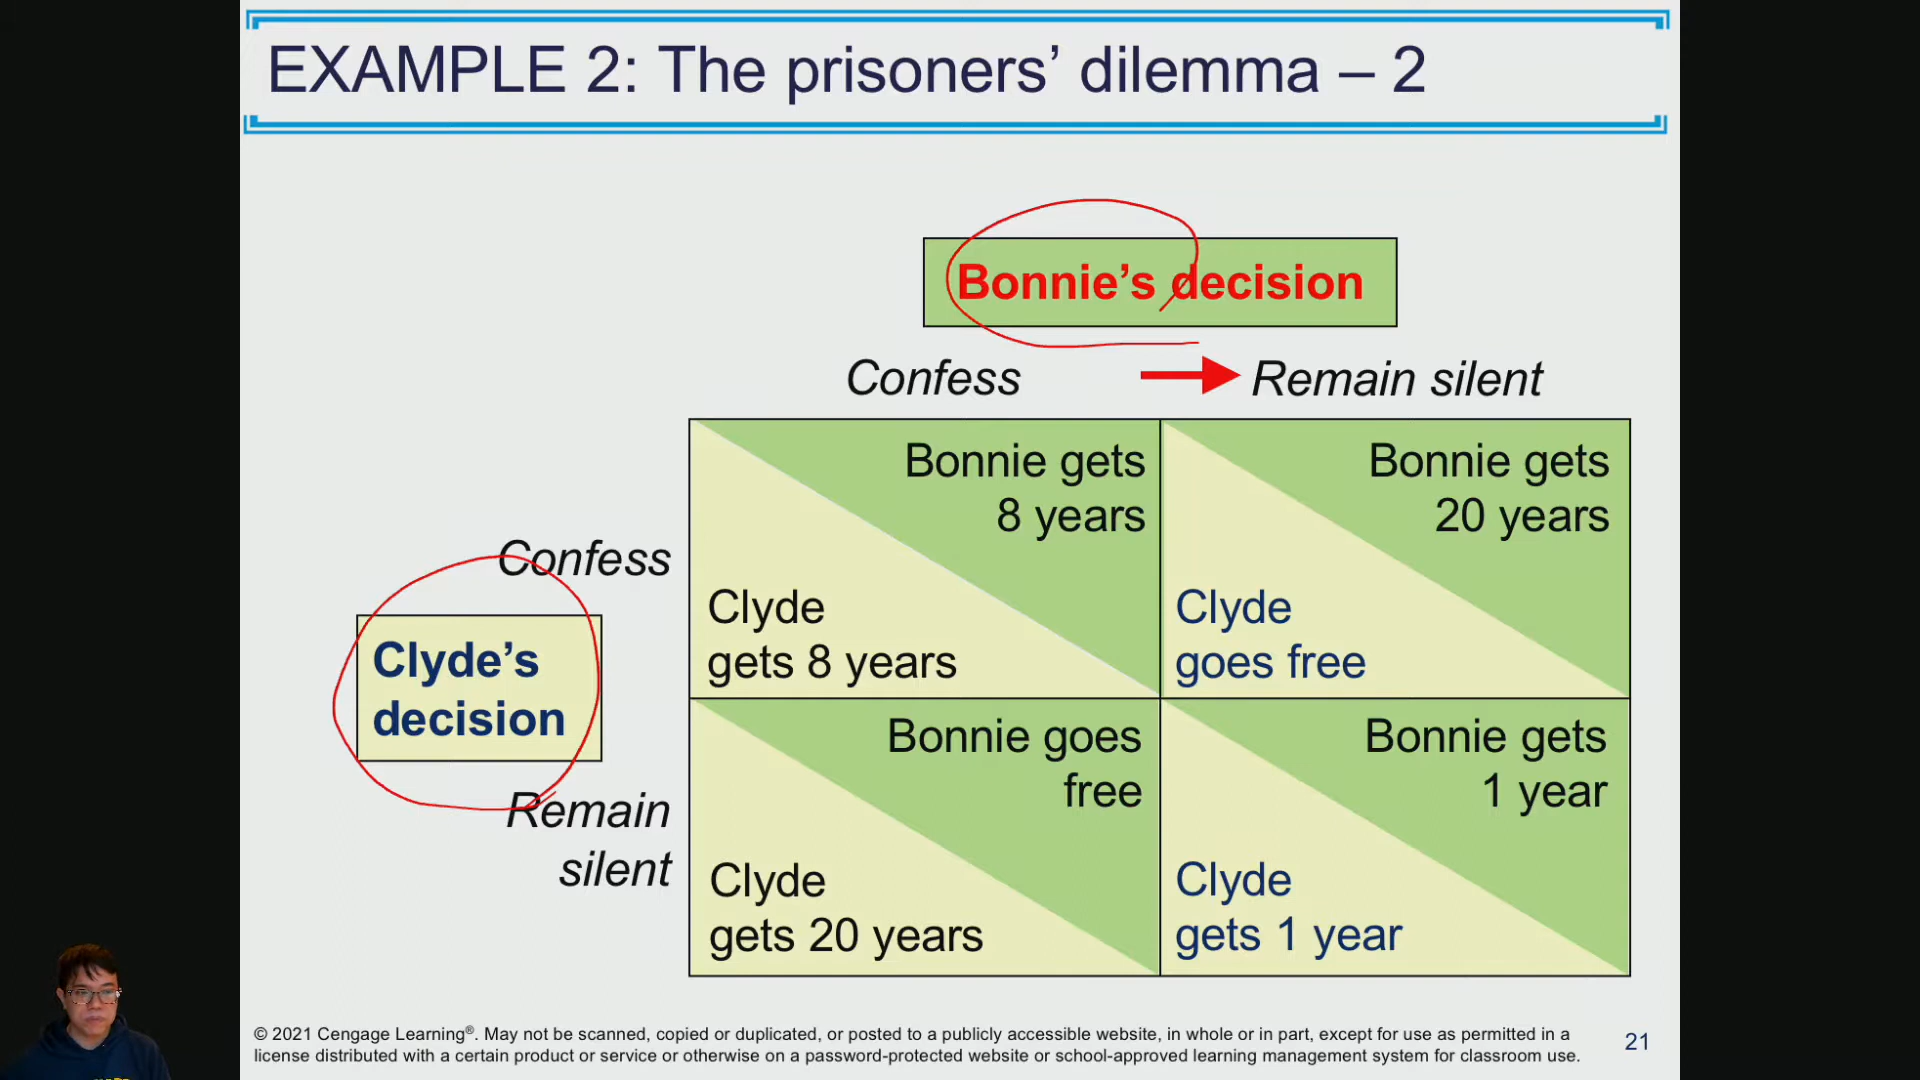 EXAMPLE 2: The prisoners’ dilemma – 2
Bonnie’s decision
Confess
Remain silent
Confess
Bonnie gets
8 years
Clyde
gets 8 years
Bonnie gets
20 years
Clyde
goes free
Clyde’s
decision
Remain
silent
Bonnie goes
free
Clyde
gets 20 years
Bonnie gets
1 year
Clyde
gets 1 year
© 2021 Cengage Learning®. May not be scanned, copied or duplicated, or posted to a publicly accessible website, in whole or in part, except for use as permitted in a
license distributed with a certain product or service or otherwise on a password-protected website or school-approved learning management system for classroom use.
21